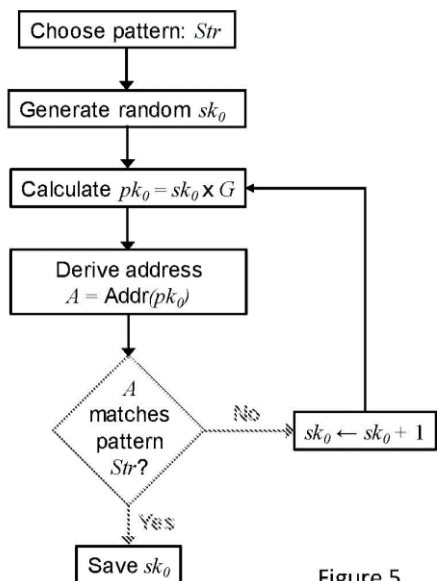 Choose pattern: Str
Generate random sk₀
Calculate pk₀ = sk₀ x G
Derive address
A = Addr(pk₀)
A
matches
pattern
Str?
No
sk₀ ← sk₀ + 1
Yes
Save sk₀
Figure 5